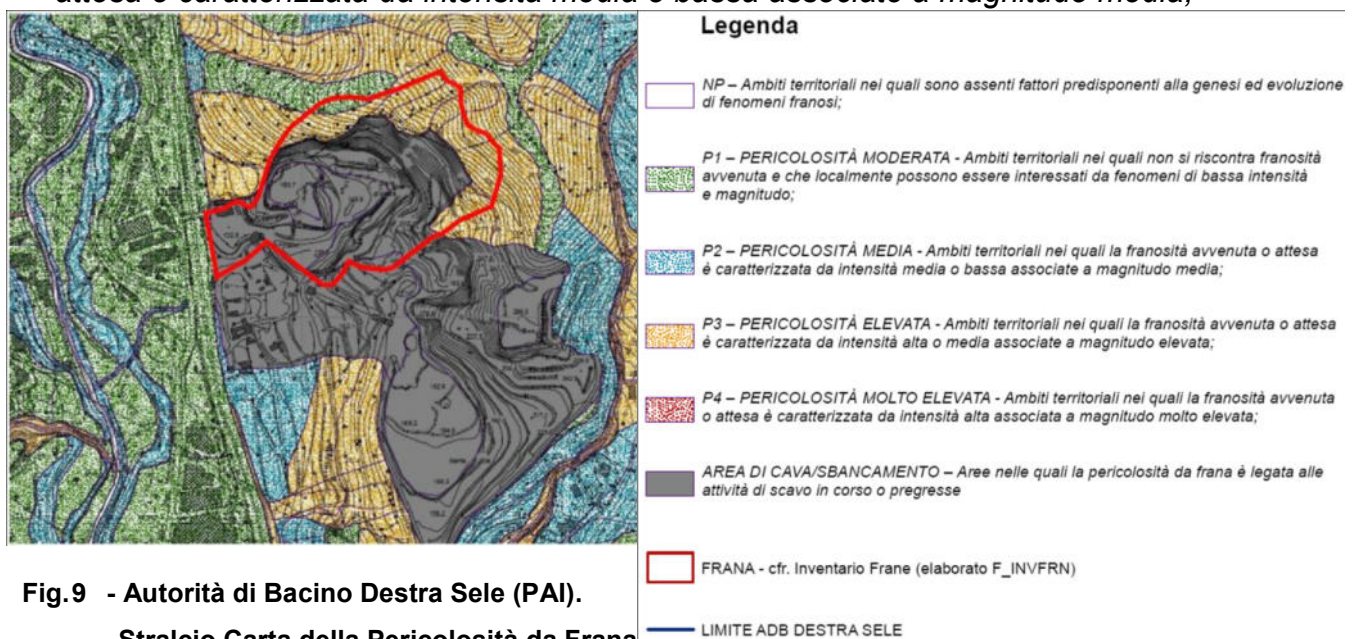 attesa è caratterizzata da intensità media o bassa associate a magnitudo media;
Legenda
NP – Ambiti territoriali nei quali sono assenti fattori predisponenti alla genesi ed evoluzione
di fenomeni franosi;
P1 – PERICOLOSITÀ MODERATA - Ambiti territoriali nei quali non si riscontra franosità
avvenuta e che localmente possono essere interessati da fenomeni di bassa intensità
e magnitudo;
P2 – PERICOLOSITÀ MEDIA - Ambiti territoriali nei quali la franosità avvenuta o attesa
è caratterizzata da intensità media o bassa associate a magnitudo media;
P3 – PERICOLOSITÀ ELEVATA - Ambiti territoriali nei quali la franosità avvenuta o attesa
è caratterizzata da intensità alta o media associate a magnitudo elevata;
P4 – PERICOLOSITÀ MOLTO ELEVATA - Ambiti territoriali nei quali la franosità avvenuta
o attesa è caratterizzata da intensità alta associata a magnitudo molto elevata;
AREA DI CAVA/SBANCAMENTO – Aree nelle quali la pericolosità da frana è legata alle
attività di scavo in corso o pregresse
FRANA - cfr. Inventario Frane (elaborato F_INVFRN)
LIMITE ADB DESTRA SELE
Fig.9 - Autorità di Bacino Destra Sele (PAI).
Stralcio Carta della Pericolosità da Frana